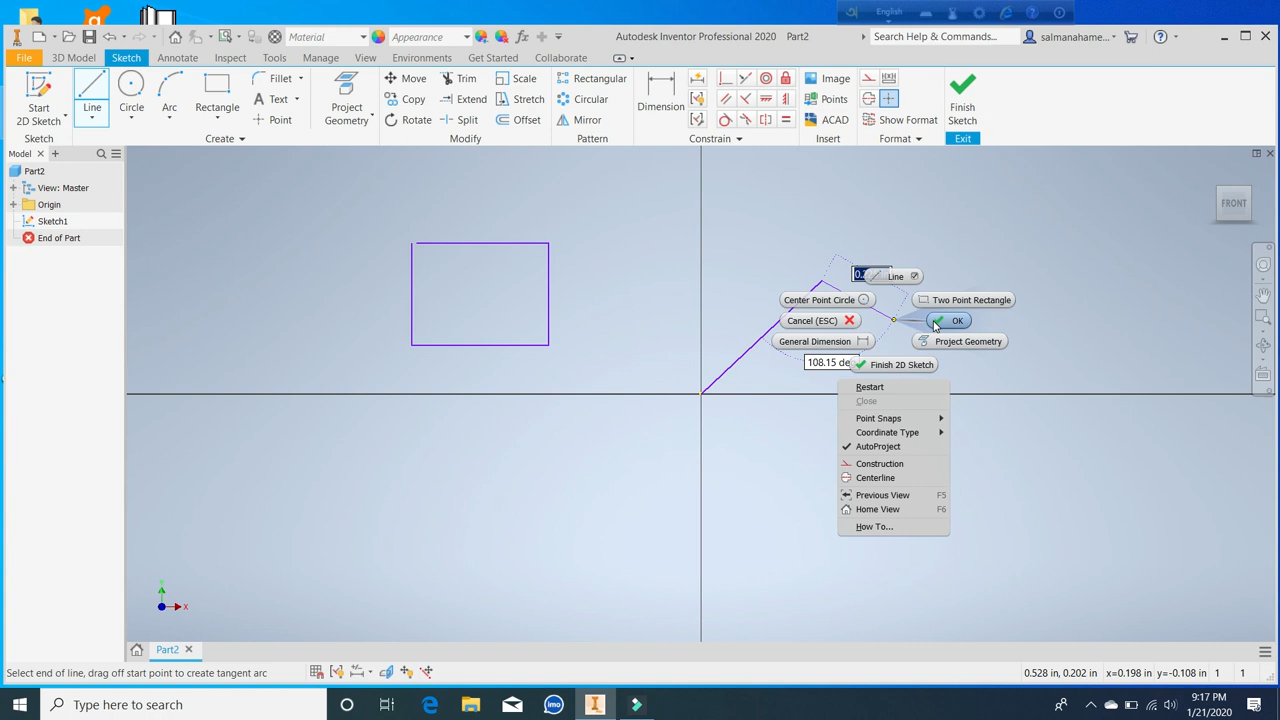 English
PRO
Material
Appearance
Autodesk Inventor Professional 2020 Part2
Search Help & Commands...
salmanahame...
File
3D Model
Sketch
Annotate
Inspect
Tools
Manage
View
Environments
Get Started
Collaborate
Start
2D Sketch
Line
Circle
Arc
Rectangle
Fillet
Text
Point
Project
Geometry
Move
Copy
Rotate
Trim
Extend
Split
Scale
Stretch
Offset
Rectangular
Circular
Mirror
Dimension
Image
Points
ACAD
Show Format
Finish
Sketch
Sketch
Create
Modify
Pattern
Constrain
Insert
Format
Exit
Model
Part2
View: Master
Origin
Sketch1
End of Part
FRONT
Line
Center Point Circle
Two Point Rectangle
Cancel (ESC)
OK
General Dimension
Project Geometry
108.15 de
Finish 2D Sketch
Restart
Close
Point Snaps
Coordinate Type
AutoProject
Construction
Centerline
Previous View F5
Home View F6
How To...
X
Part2
Select end of line, drag off start point to create tangent arc
0.528 in, 0.202 in x=0.198 in y=-0.108 in 1 1
Type here to search
imo
9:17 PM
1/21/2020